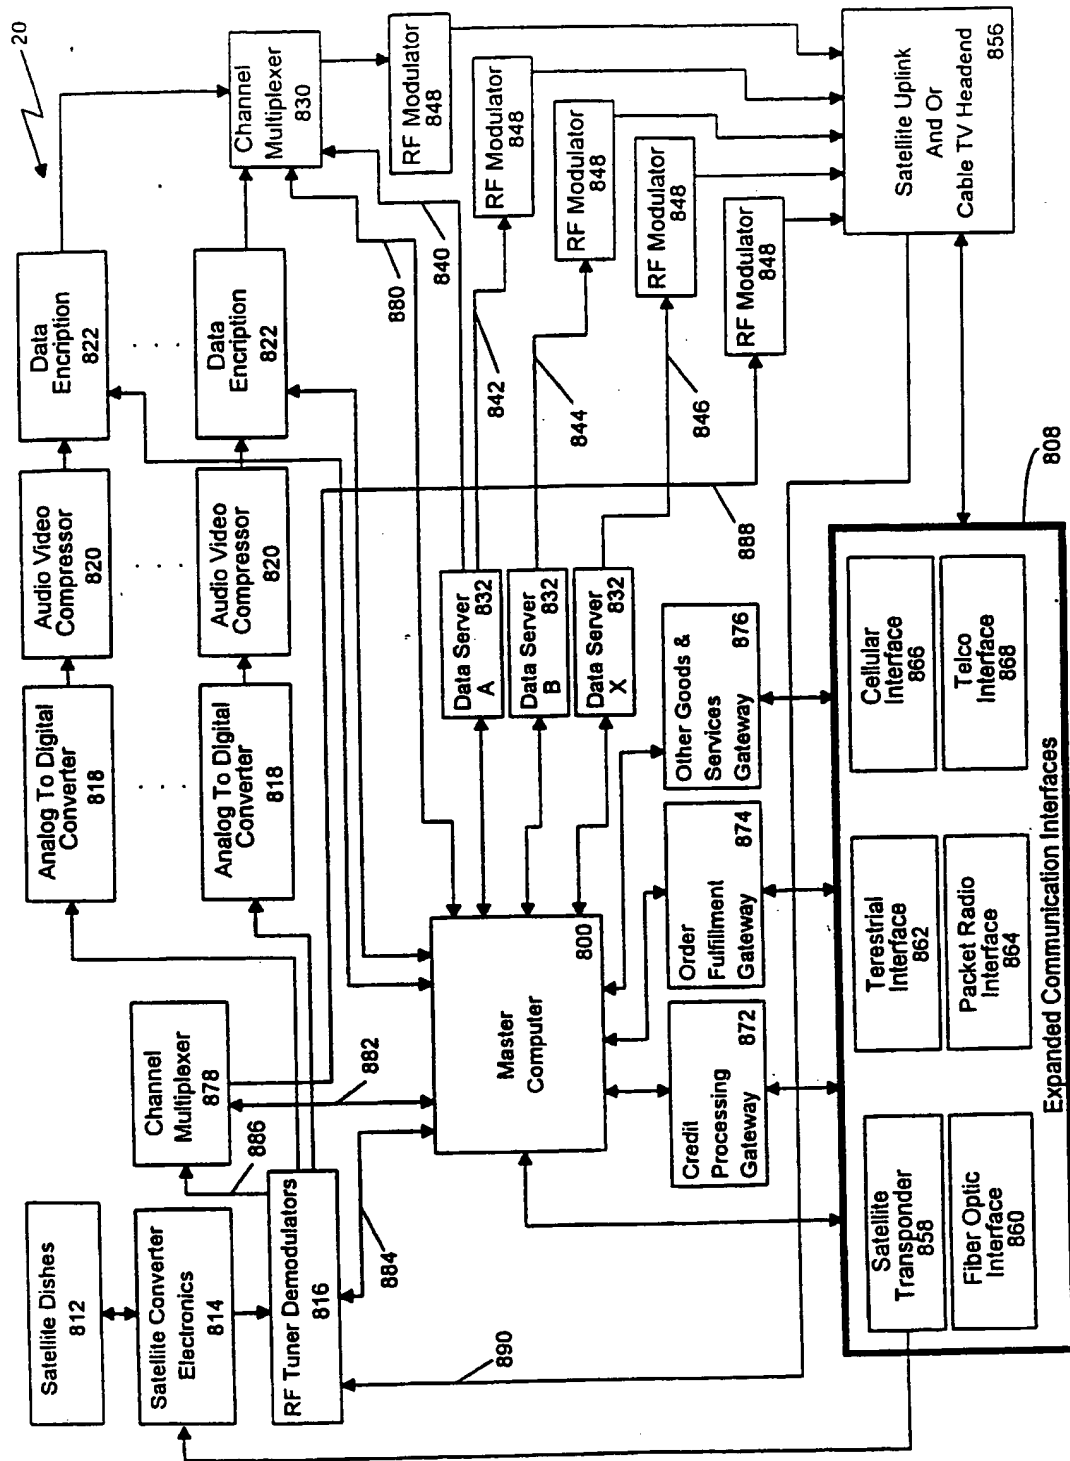 20
Satellite Dishes
812
Satellite Converter
Electronics
814
RF Tuner Demodulators
816
Channel
Multiplexer
878
886
882
884
890
Analog To Digital
Converter
818
Analog To Digital
Converter
818
Audio Video
Compressor
820
Audio Video
Compressor
820
Data
Encription
822
Data
Encription
822
Channel
Multiplexer
830
880
840
842
844
846
888
RF Modulator
848
RF Modulator
848
RF Modulator
848
RF Modulator
848
RF Modulator
848
Master
Computer
800
Data Server
A 832
Data Server
B 832
Data Server
X 832
Credit
Processing
Gateway 872
Order
Fulfillment
Gateway 874
Other Goods &
Services
Gateway 876
Satellite Uplink
And Or
Cable TV Headend
856
808
Satellite
Transponder
858
Fiber Optic
Interface
860
Terestrial
Interface
862
Packet Radio
Interface
864
Cellular
Interface
866
Telco
Interface
868
Expanded Communication Interfaces